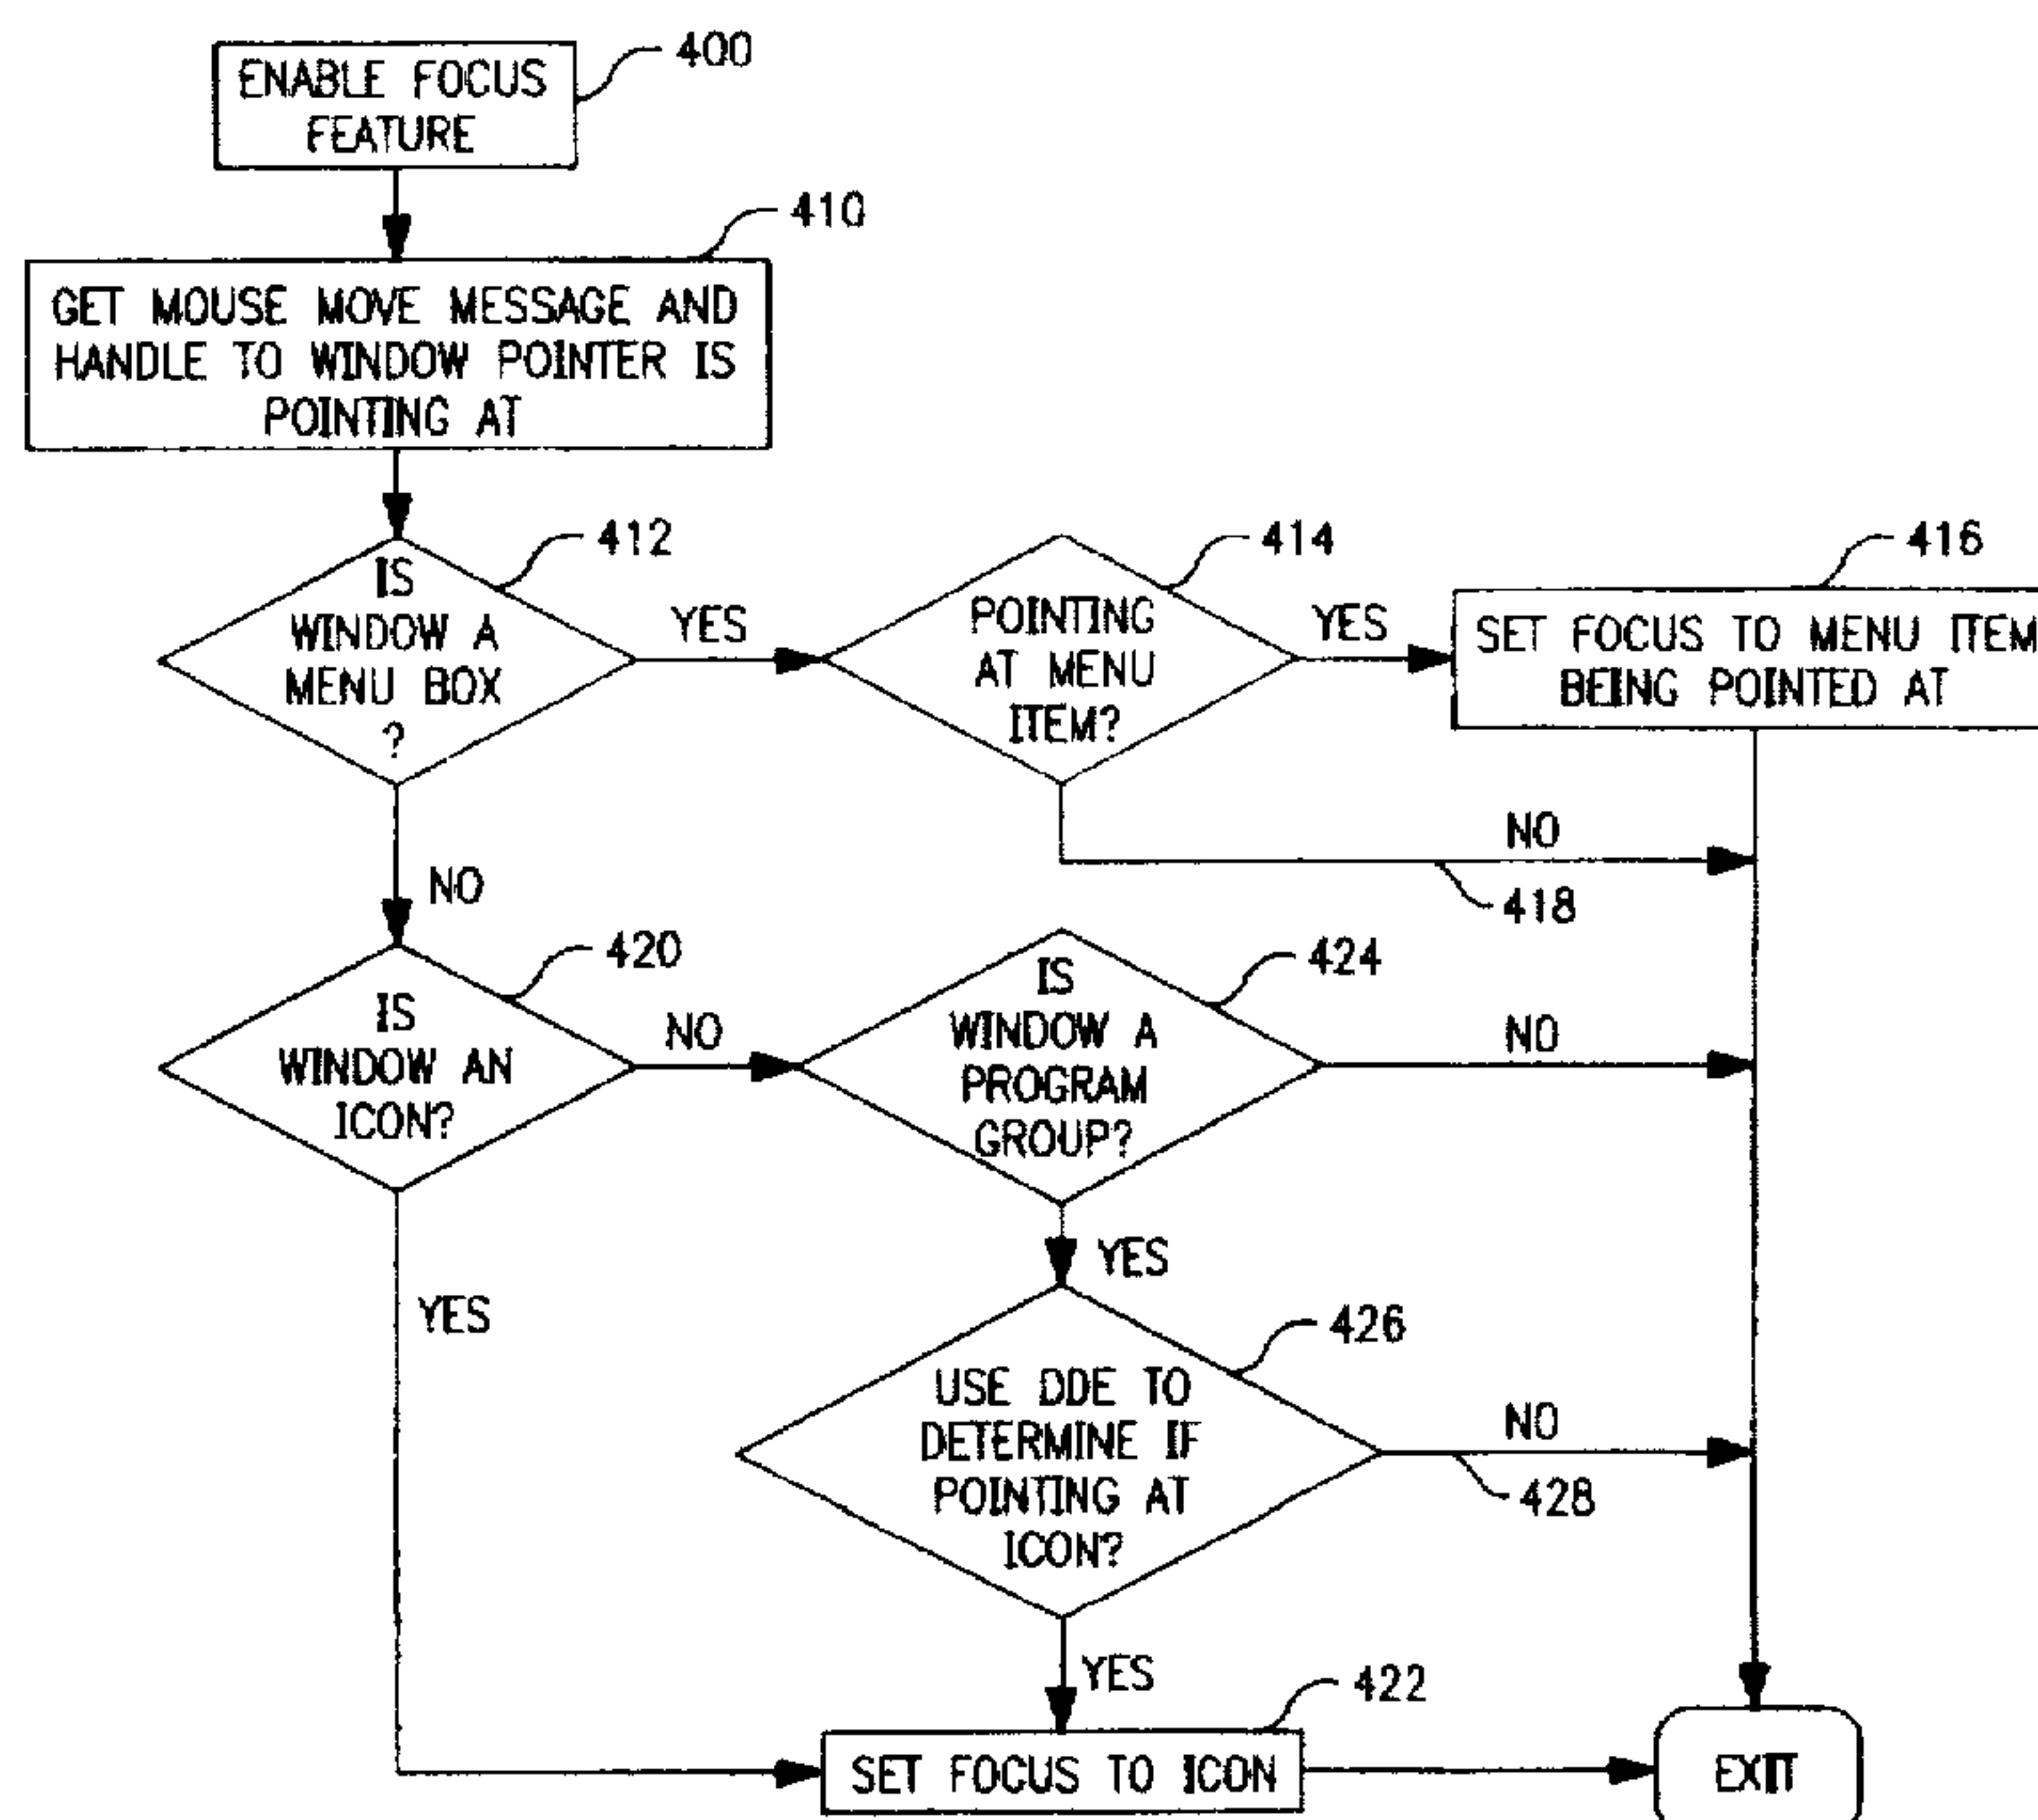 400
ENABLE FOCUS
FEATURE
410
GET MOUSE MOVE MESSAGE AND
HANDLE TO WINDOW POINTER IS
POINTING AT
412
IS
WINDOW A
MENU BOX
?
YES
414
POINTING
AT MENU
ITEM?
YES
416
SET FOCUS TO MENU ITEM
BEING POINTED AT
NO
418
NO
420
IS
WINDOW AN
ICON?
NO
424
IS
WINDOW A
PROGRAM
GROUP?
NO
YES
YES
426
USE DDE TO
DETERMINE IF
POINTING AT
ICON?
NO
428
YES
422
SET FOCUS TO ICON
EXIT